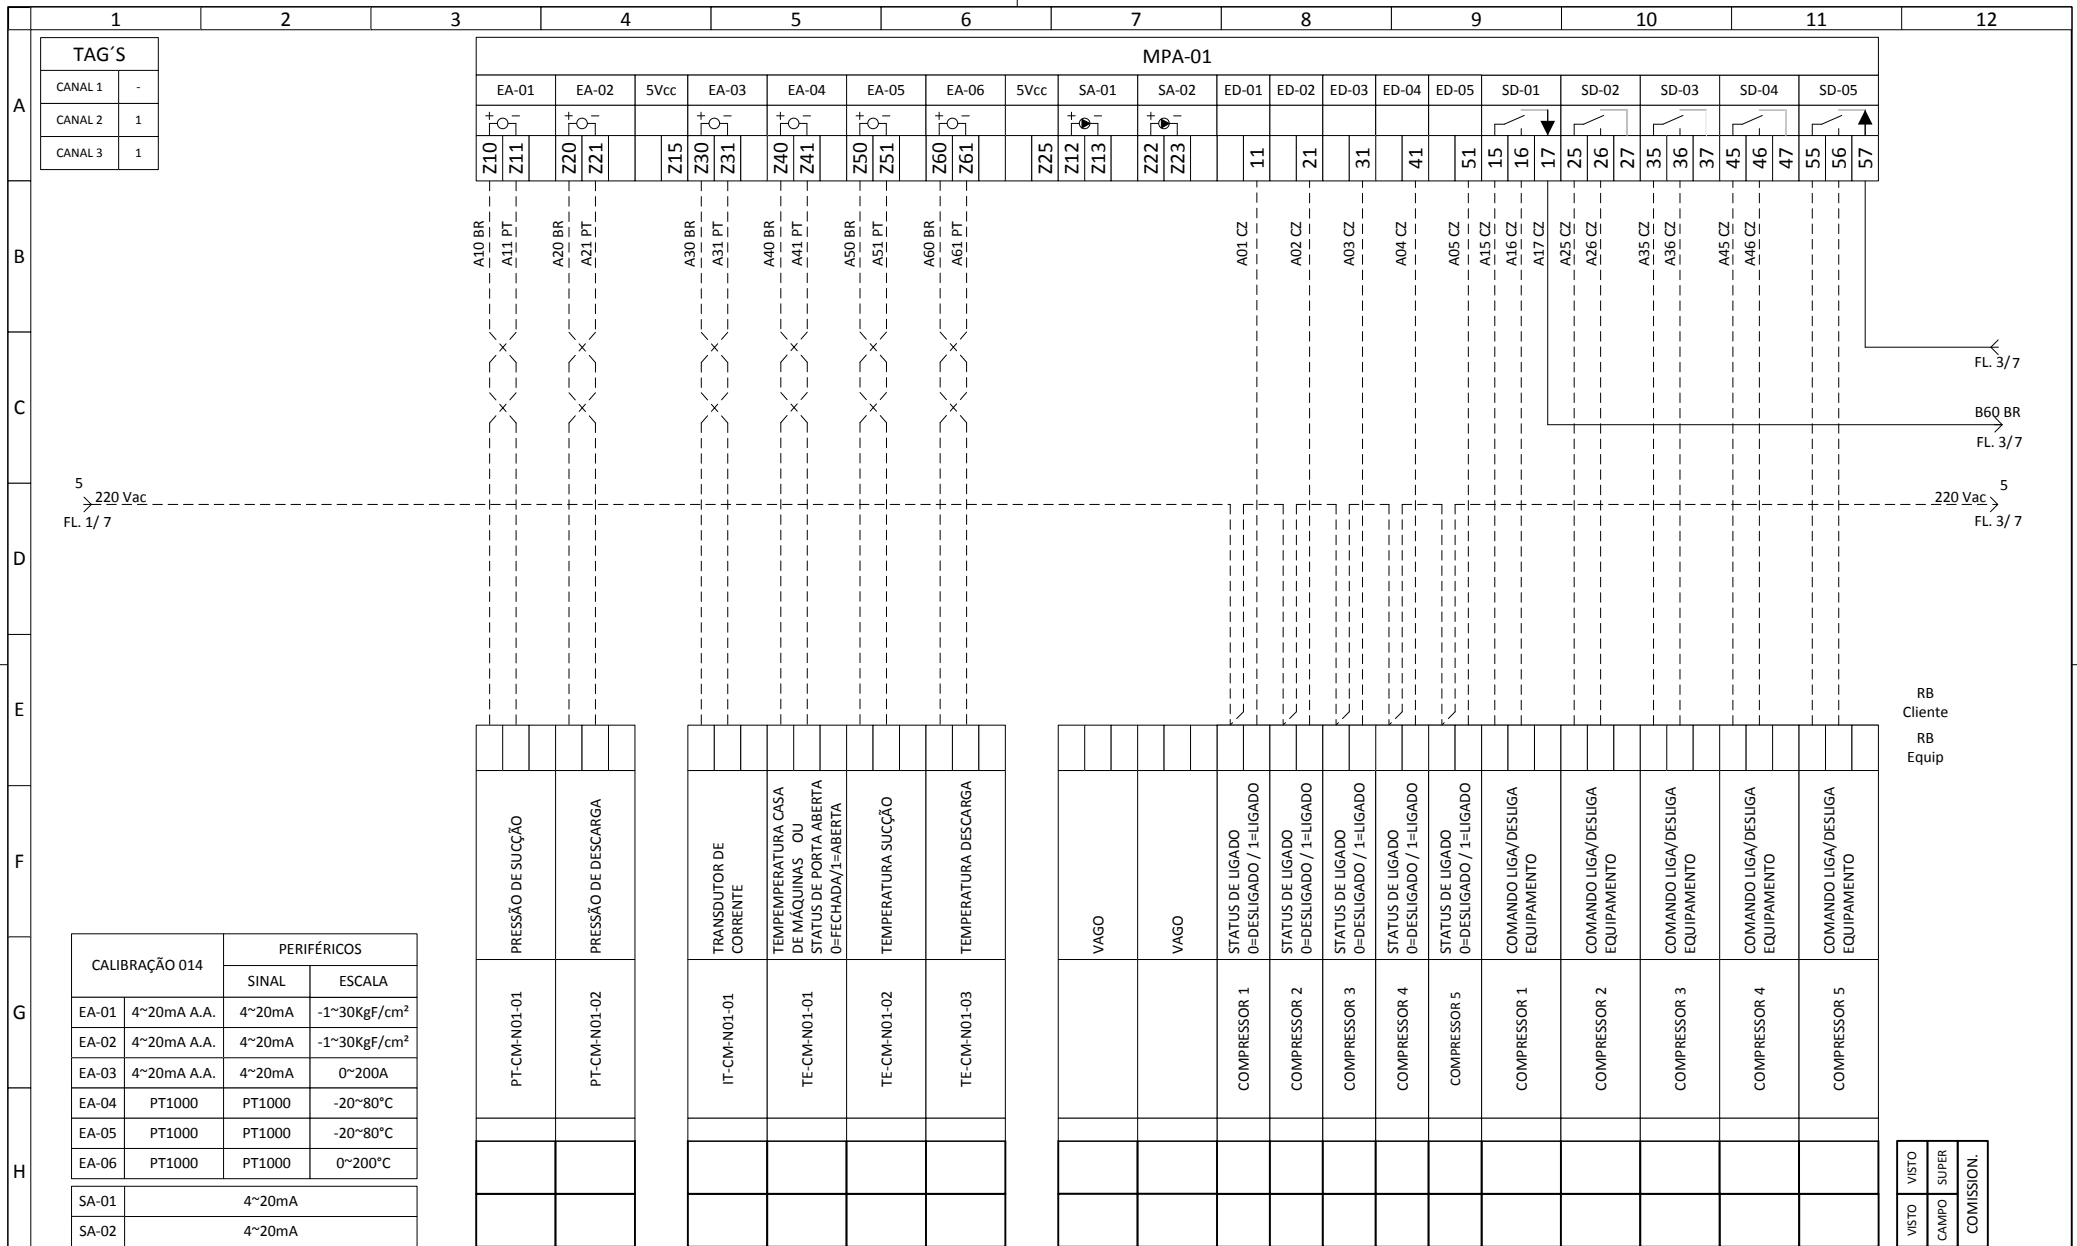 1 2 3 4 5 6 7 8 9 10 11 12
A
B
C
D
E
F
G
H
TAG´S
CANAL 1 -
CANAL 2 1
CANAL 3 1
MPA-01
EA-01 EA-02 5Vcc EA-03 EA-04 EA-05 EA-06 5Vcc SA-01 SA-02 ED-01 ED-02 ED-03 ED-04 ED-05 SD-01 SD-02 SD-03 SD-04 SD-05
+ - + - + - + - + - + - + - + -
Z10 Z11 Z20 Z21 Z15 Z30 Z31 Z40 Z41 Z50 Z51 Z60 Z61 Z25 Z12 Z13 Z22 Z23 11 21 31 41 51 15 16 17 25 26 27 35 36 37 45 46 47 55 56 57
A10 BR A11 PT A20 BR A21 PT A30 BR A31 PT A40 BR A41 PT A50 BR A51 PT A60 BR A61 PT A01 CZ A02 CZ A03 CZ A04 CZ A05 CZ A15 CZ A16 CZ A17 CZ A25 CZ A26 CZ A35 CZ A36 CZ A45 CZ A46 CZ
FL. 3/7
B60 BR
FL. 3/7
5
220 Vac
FL. 1/ 7
5
220 Vac
FL. 3/ 7
RB
Cliente
RB
Equip
PRESSÃO DE SUCÇÃO
PRESSÃO DE DESCARGA
TRANSDUTOR DE
CORRENTE
TEMPEMPERATURA CASA
DE MÁQUINAS OU
STATUS DE PORTA ABERTA
0=FECHADA/1=ABERTA
TEMPERATURA SUCÇÃO
TEMPERATURA DESCARGA
VAGO
VAGO
STATUS DE LIGADO
0=DESLIGADO / 1=LIGADO
STATUS DE LIGADO
0=DESLIGADO / 1=LIGADO
STATUS DE LIGADO
0=DESLIGADO / 1=LIGADO
STATUS DE LIGADO
0=DESLIGADO / 1=LIGADO
STATUS DE LIGADO
0=DESLIGADO / 1=LIGADO
COMANDO LIGA/DESLIGA
EQUIPAMENTO
COMANDO LIGA/DESLIGA
EQUIPAMENTO
COMANDO LIGA/DESLIGA
EQUIPAMENTO
COMANDO LIGA/DESLIGA
EQUIPAMENTO
COMANDO LIGA/DESLIGA
EQUIPAMENTO
PT-CM-N01-01
PT-CM-N01-02
IT-CM-N01-01
TE-CM-N01-01
TE-CM-N01-02
TE-CM-N01-03
COMPRESSOR 1
COMPRESSOR 2
COMPRESSOR 3
COMPRESSOR 4
COMPRESSOR 5
COMPRESSOR 1
COMPRESSOR 2
COMPRESSOR 3
COMPRESSOR 4
COMPRESSOR 5
CALIBRAÇÃO 014 PERIFÉRICOS
SINAL ESCALA
EA-01 4~20mA A.A. 4~20mA -1~30KgF/cm²
EA-02 4~20mA A.A. 4~20mA -1~30KgF/cm²
EA-03 4~20mA A.A. 4~20mA 0~200A
EA-04 PT1000 PT1000 -20~80°C
EA-05 PT1000 PT1000 -20~80°C
EA-06 PT1000 PT1000 0~200°C
SA-01 4~20mA
SA-02 4~20mA
VISTO VISTO
CAMPO SUPER
COMISSION.